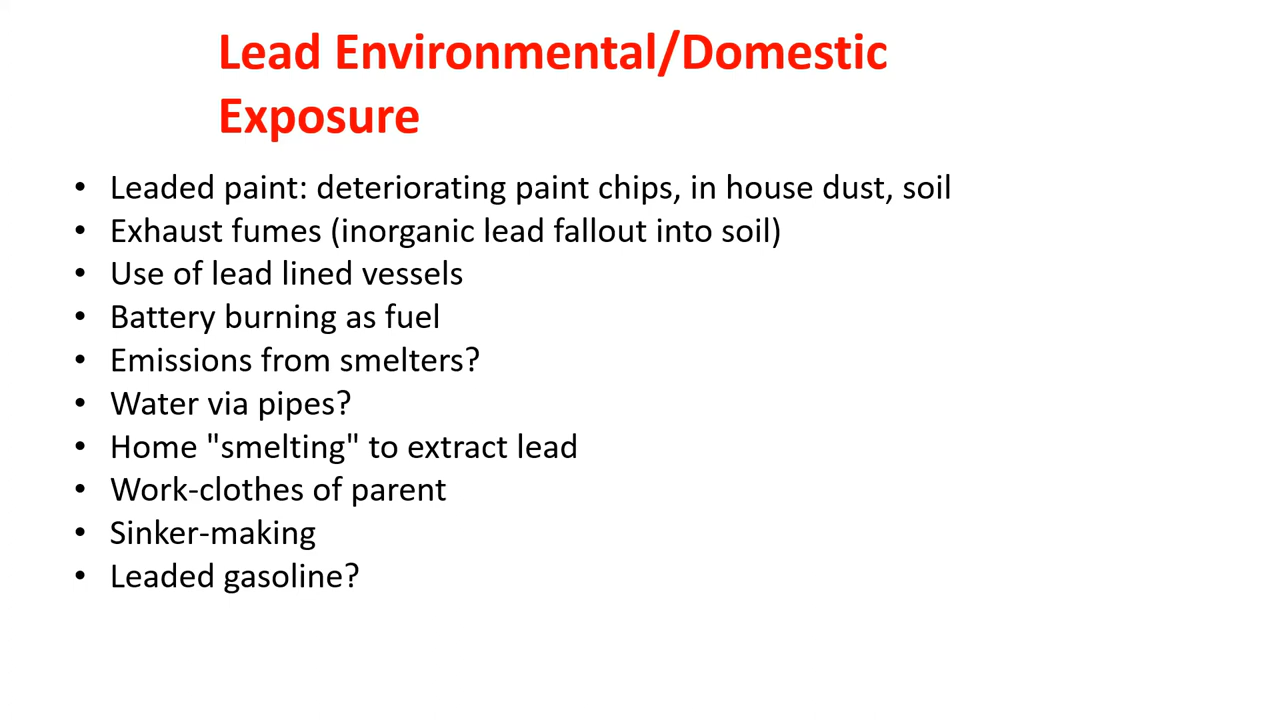 Lead Environmental/Domestic
Exposure
• Leaded paint: deteriorating paint chips, in house dust, soil
• Exhaust fumes (inorganic lead fallout into soil)
• Use of lead lined vessels
• Battery burning as fuel
• Emissions from smelters?
• Water via pipes?
• Home "smelting" to extract lead
• Work-clothes of parent
• Sinker-making
• Leaded gasoline?